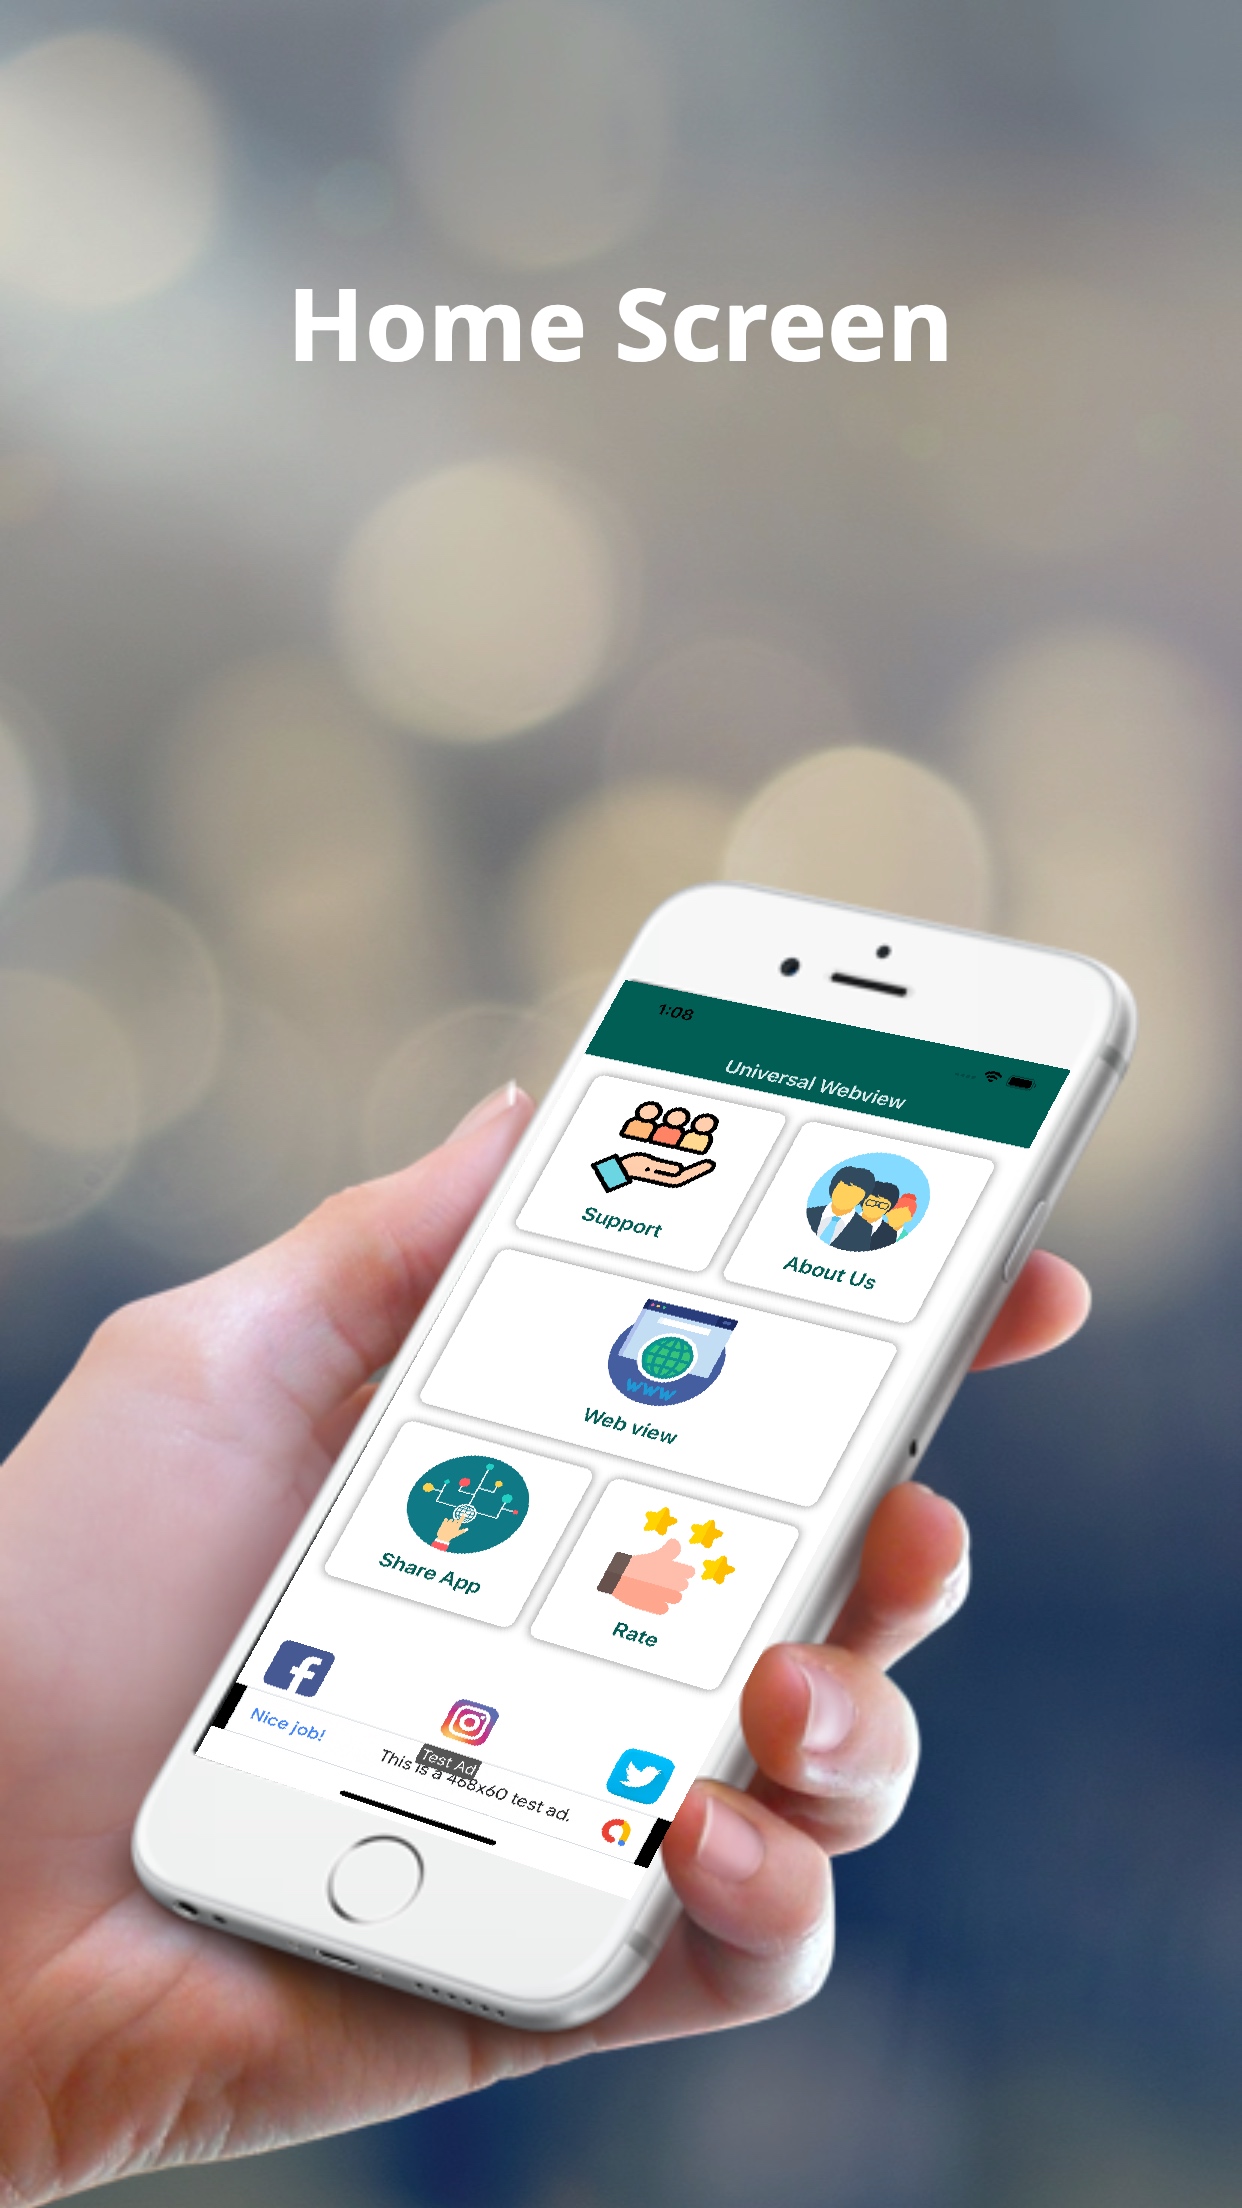 Home Screen
1:08
Universal Webview
Support
About Us
www
Web view
Share App
Rate
Nice job!
Test Ad
This is a 468x60 test ad.